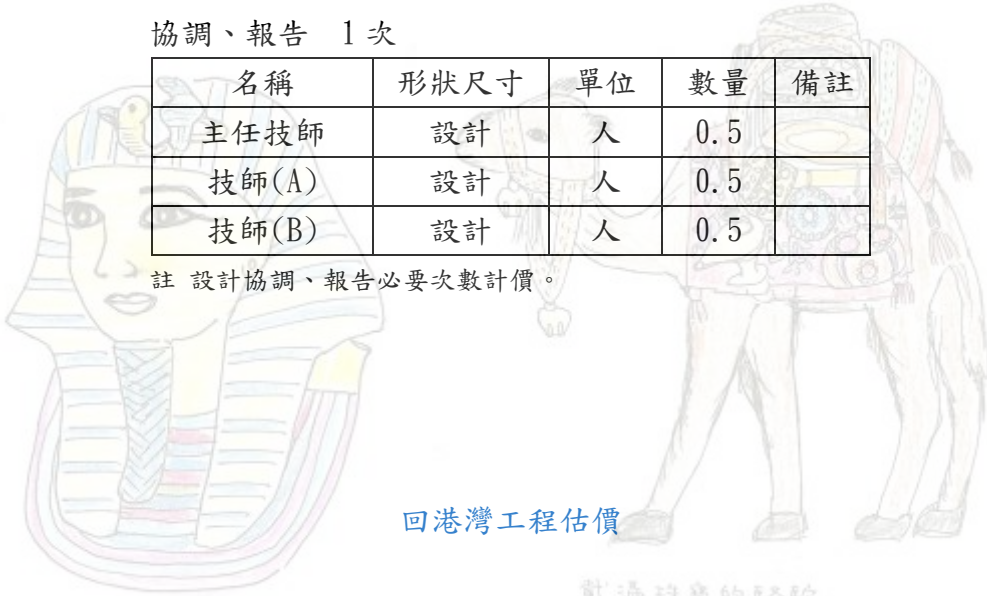 協調、報告 1次
名稱 形狀尺寸 單位 數量 備註
主任技師 設計 人 0.5
技師(A) 設計 人 0.5
技師(B) 設計 人 0.5
註 設計協調、報告必要次數計價。
回港灣工程估價